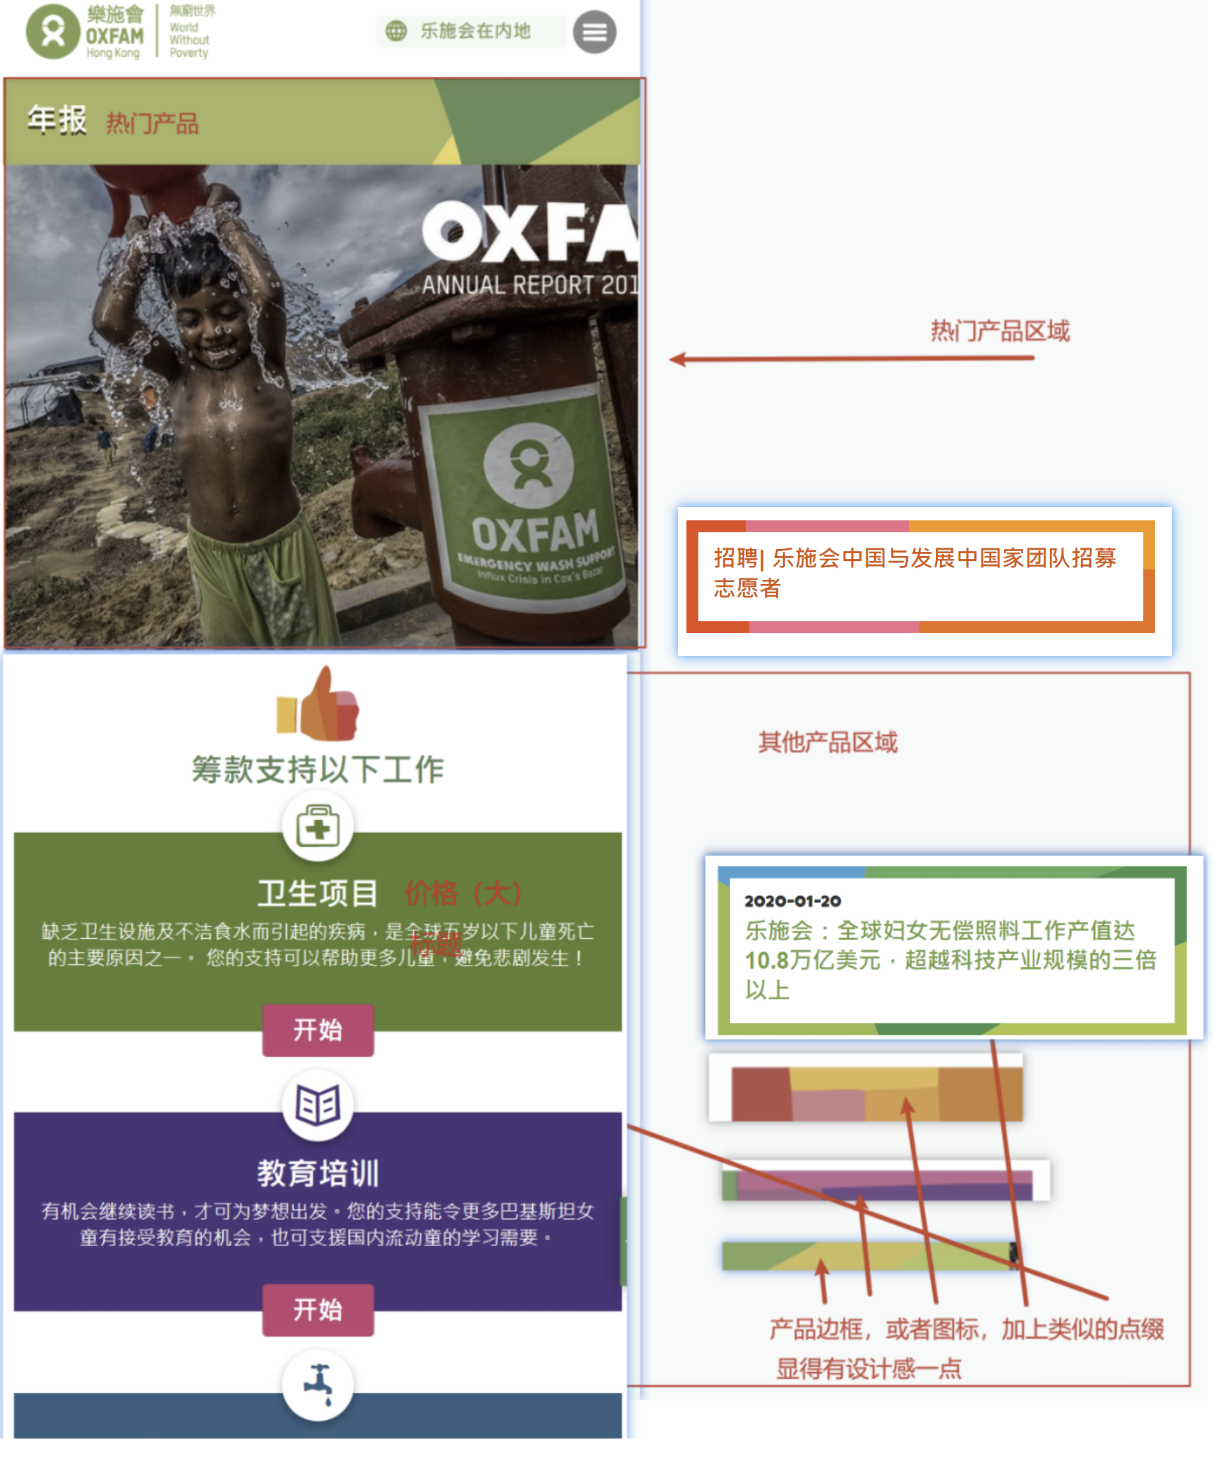 樂施會
OXFAM
Hong Kong
無窮世界
World
Without
Poverty
乐施会在内地
年报 热门产品
OXFA
ANNUAL REPORT 201
OXFAM
EMERGENCY WASH SUPPORT
Influx Crisis in Cox's Bazar
热门产品区域
招聘| 乐施会中国与发展中国家团队招募
志愿者
筹款支持以下工作
其他产品区域
卫生项目 价格（大）
缺乏卫生设施及不洁食水而引起的疾病，是全球五岁以下儿童死亡
标题
的主要原因之一。 您的支持可以帮助更多儿童，避免悲剧发生！
开始
2020-01-20
乐施会：全球妇女无偿照料工作产值达
10.8万亿美元，超越科技产业规模的三倍
以上
教育培训
有机会继续读书，才可为梦想出发。您的支持能令更多巴基斯坦女
童有接受教育的机会，也可支援国内流动童的学习需要。
开始
产品边框，或者图标，加上类似的点缀
显得有设计感一点